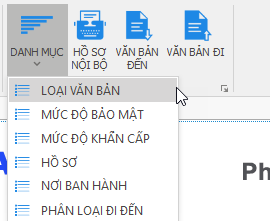 DANH MỤC
HỒ SƠ
NỘI BỘ
VĂN BẢN
ĐẾN
VĂN BẢN ĐI
LOẠI VĂN BẢN
MỨC ĐỘ BẢO MẬT
MỨC ĐỘ KHẨN CẤP
HỒ SƠ
NƠI BAN HÀNH
PHÂN LOẠI ĐI ĐẾN
Ph